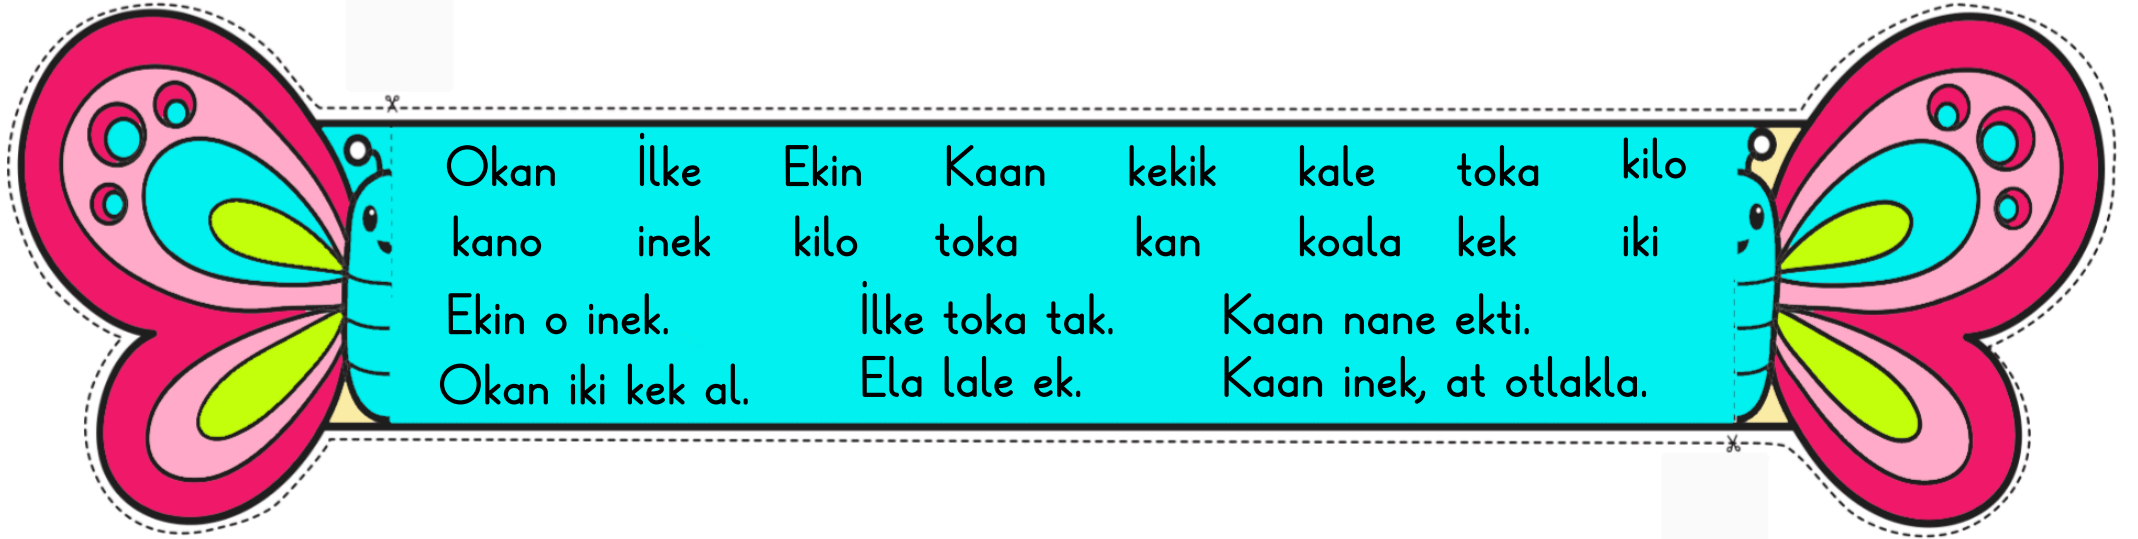 Okan İlke Ekin Kaan kekik kale toka kilo
kano inek kilo toka kan koala kek iki
Ekin o inek. İlke toka tak. Kaan nane ekti.
Okan iki kek al. Ela lale ek. Kaan inek, at otlakla.